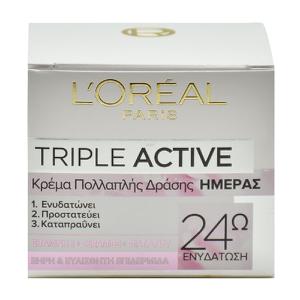 L'ORÉAL
PARIS
TRIPLE ACTIVE
Κρέμα Πολλαπλής Δράσης ΗΜΕΡΑΣ
1. Ενυδατώνει
2. Προστατεύει
3. Καταπραΰνει
24Ω
ΕΝΥΔΑΤΩΣΗ
ΞΗΡΗ & ΕΥΑΙΣΘΗΤΗ ΕΠΙΔΕΡΜΙΔΑ